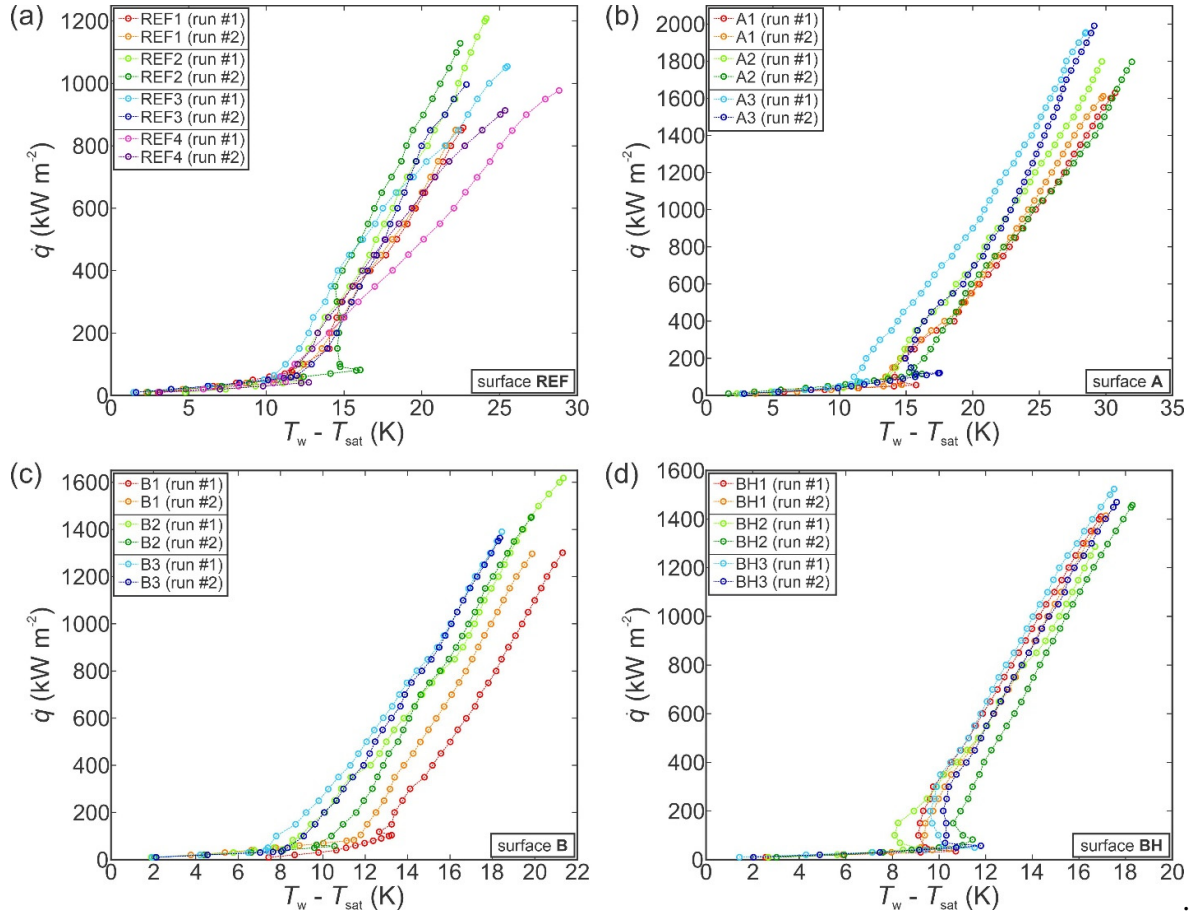 (a)
1200
1000
800
600
400
200
0
q̇ (kW m⁻²)
REF1 (run #1)
REF1 (run #2)
REF2 (run #1)
REF2 (run #2)
REF3 (run #1)
REF3 (run #2)
REF4 (run #1)
REF4 (run #2)
surface REF
0 5 10 15 20 25 30
T_w - T_sat (K)
(b)
2000
1800
1600
1400
1200
1000
800
600
400
200
0
q̇ (kW m⁻²)
A1 (run #1)
A1 (run #2)
A2 (run #1)
A2 (run #2)
A3 (run #1)
A3 (run #2)
surface A
0 5 10 15 20 25 30 35
T_w - T_sat (K)
(c)
1600
1400
1200
1000
800
600
400
200
0
q̇ (kW m⁻²)
B1 (run #1)
B1 (run #2)
B2 (run #1)
B2 (run #2)
B3 (run #1)
B3 (run #2)
surface B
0 2 4 6 8 10 12 14 16 18 20 22
T_w - T_sat (K)
(d)
1600
1400
1200
1000
800
600
400
200
0
q̇ (kW m⁻²)
BH1 (run #1)
BH1 (run #2)
BH2 (run #1)
BH2 (run #2)
BH3 (run #1)
BH3 (run #2)
surface BH
0 2 4 6 8 10 12 14 16 18 20
T_w - T_sat (K)
.